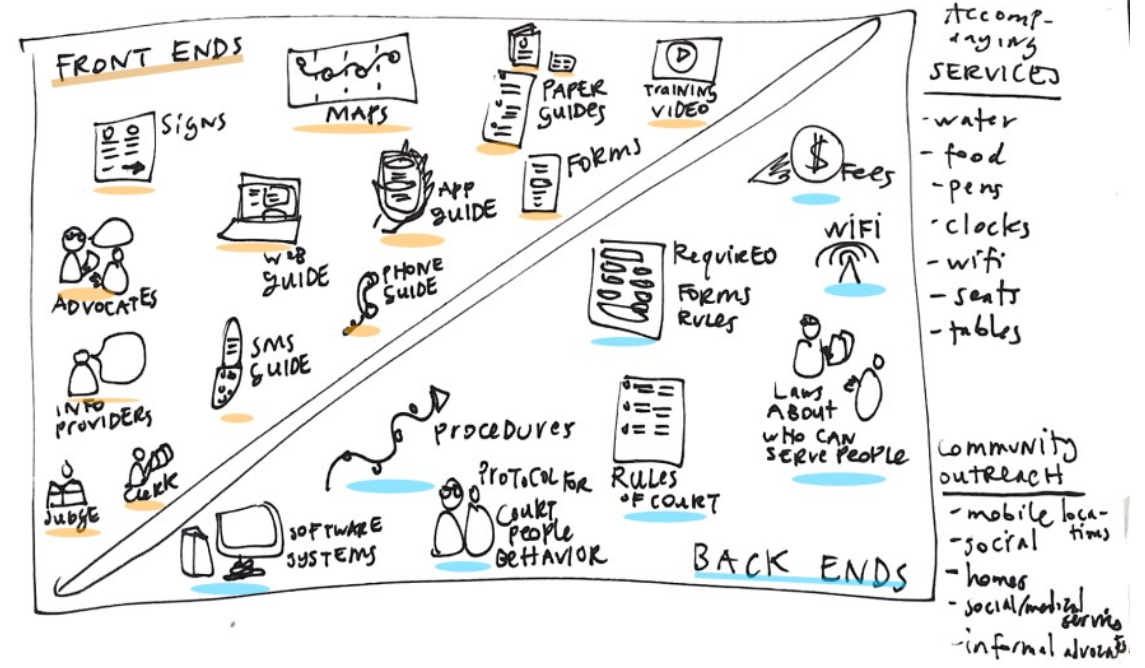 FRONT ENDS
MAPS
PAPER
GUIDES
TRAINING
VIDEO
SIGNS
FORMS
APP
GUIDE
WEB
GUIDE
PHONE
GUIDE
ADVOCATES
SMS
GUIDE
INFO
PROVIDERS
JUDGE
CLERK
$
FEES
WIFI
REQUIRED
FORMS
RULES
LAWS
ABOUT
WHO CAN
SERVE PEOPLE
PROCEDURES
RULES
OF COURT
PROTOCOL FOR
COURT
PEOPLE
BEHAVIOR
SOFTWARE
SYSTEMS
BACK ENDS
Accomp-
anying
SERVICES
- water
- food
- pens
- clocks
- wifi
- seats
- tables
COMMUNITY
OUTREACH
- mobile loca-
tions
- social
- homes
- social/medical
services
- informal advocates